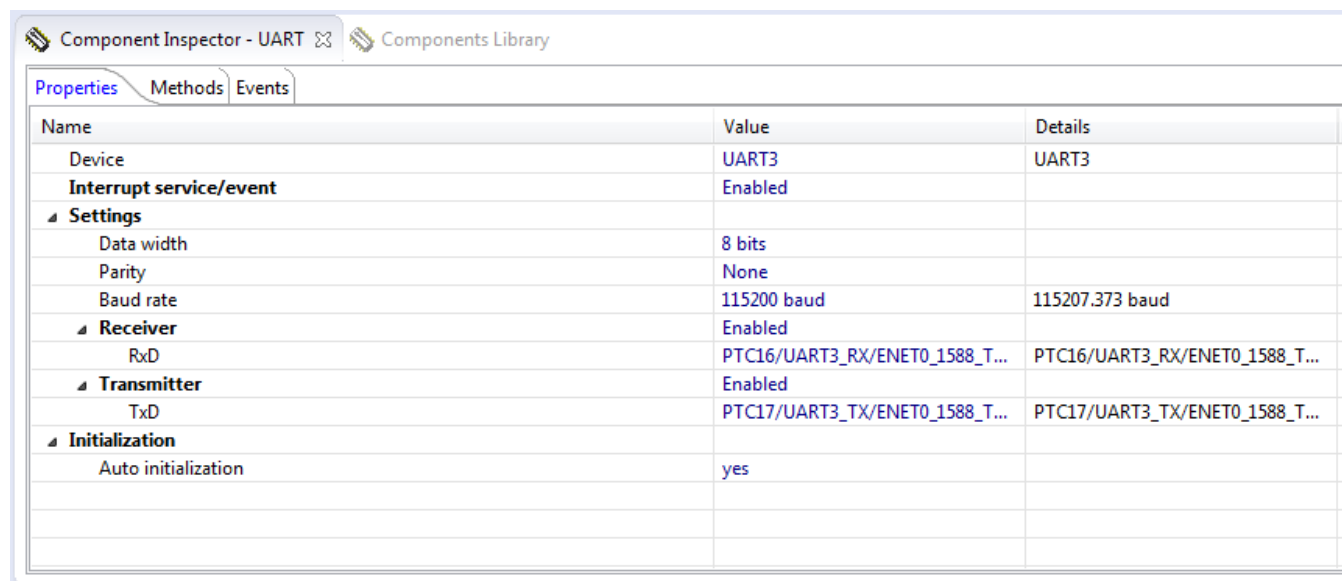 Component Inspector - UART Components Library
Properties Methods Events
Name Value Details
Device UART3 UART3
Interrupt service/event Enabled
Settings
Data width 8 bits
Parity None
Baud rate 115200 baud 115207.373 baud
Receiver Enabled
RxD PTC16/UART3_RX/ENET0_1588_T... PTC16/UART3_RX/ENET0_1588_T...
Transmitter Enabled
TxD PTC17/UART3_TX/ENET0_1588_T... PTC17/UART3_TX/ENET0_1588_T...
Initialization
Auto initialization yes